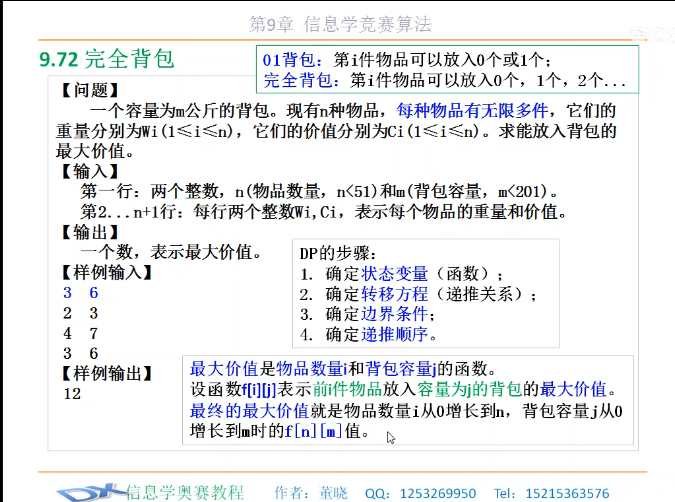 第9章 信息学竞赛算法
9.72 完全背包
01背包：第i件物品可以放入0个或1个；
完全背包：第i件物品可以放入0个，1个，2个...
【问题】
一个容量为m公斤的背包。现有n种物品，每种物品有无限多件，它们的
重量分别为Wi(1≤i≤n)，它们的价值分别为Ci(1≤i≤n)。求能放入背包的
最大价值。
【输入】
第一行：两个整数，n(物品数量，n<51)和m(背包容量，m<201)。
第2...n+1行：每行两个整数Wi,Ci，表示每个物品的重量和价值。
【输出】
一个数，表示最大价值。
【样例输入】
3 6
2 3
4 7
3 6
【样例输出】
12
DP的步骤：
1. 确定状态变量（函数）；
2. 确定转移方程（递推关系）；
3. 确定边界条件；
4. 确定递推顺序。
最大价值是物品数量i和背包容量j的函数。
设函数f[i][j]表示前i件物品放入容量为j的背包的最大价值。
最终的最大价值就是物品数量i从0增长到n，背包容量j从0
增长到m时的f[n][m]值。
信息学奥赛教程 作者：董晓 QQ：1253269950 Tel：15215363576